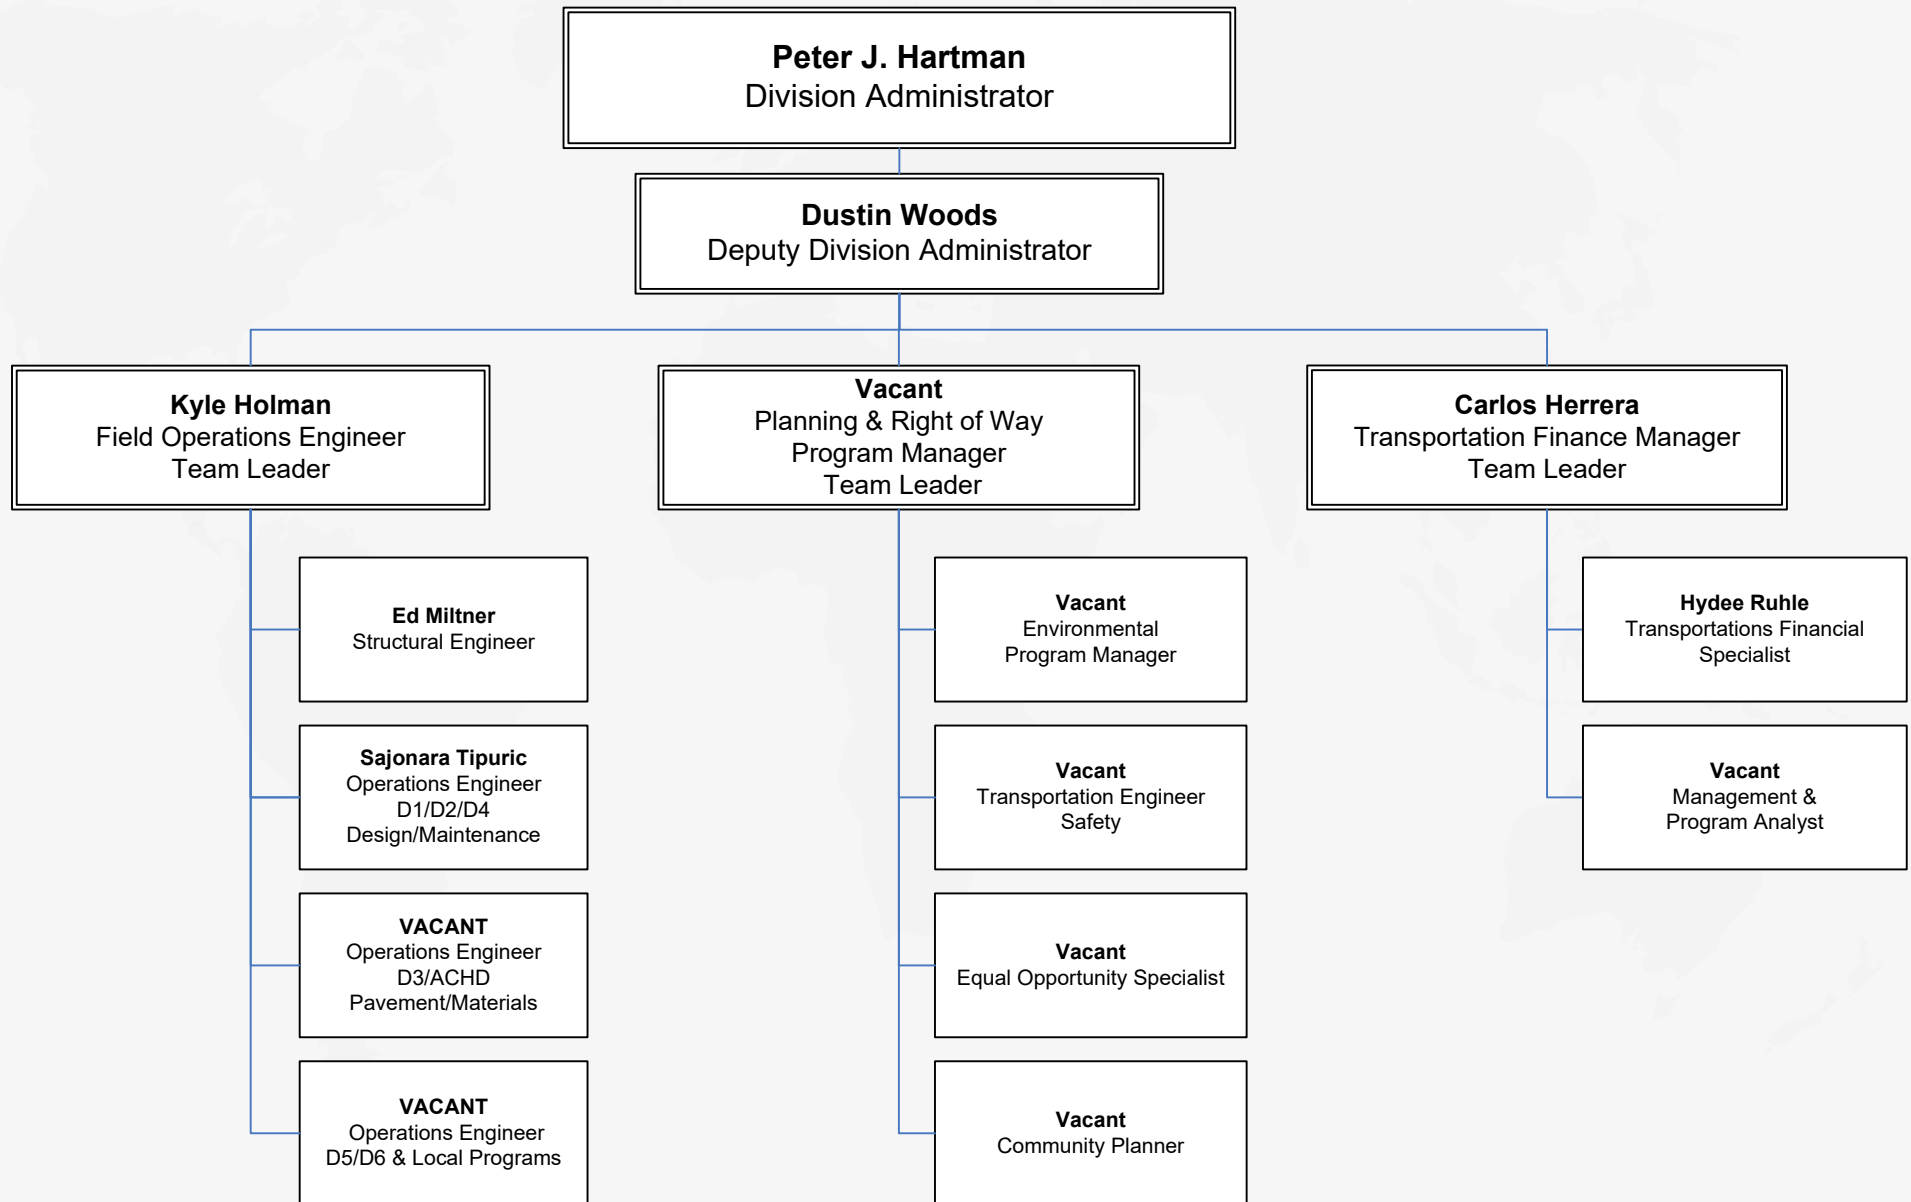 Peter J. Hartman
Division Administrator
Dustin Woods
Deputy Division Administrator
Kyle Holman
Field Operations Engineer
Team Leader
Vacant
Planning & Right of Way
Program Manager
Team Leader
Carlos Herrera
Transportation Finance Manager
Team Leader
Ed Miltner
Structural Engineer
Sajonara Tipuric
Operations Engineer
D1/D2/D4
Design/Maintenance
VACANT
Operations Engineer
D3/ACHD
Pavement/Materials
VACANT
Operations Engineer
D5/D6 & Local Programs
Vacant
Environmental
Program Manager
Vacant
Transportation Engineer
Safety
Vacant
Equal Opportunity Specialist
Vacant
Community Planner
Hydee Ruhle
Transportations Financial
Specialist
Vacant
Management &
Program Analyst